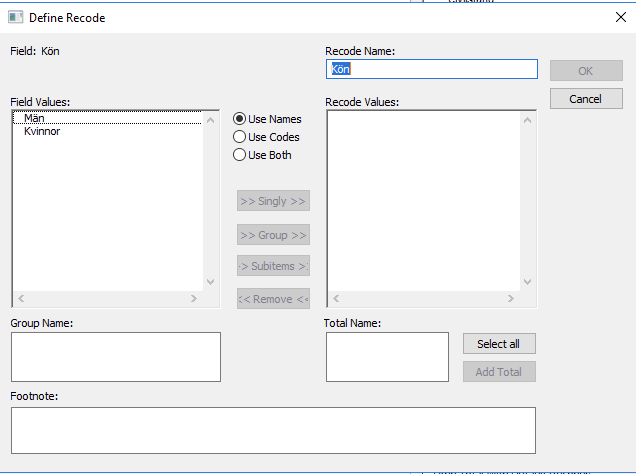 Define Recode
Field: Kön
Recode Name:
Kön
OK
Cancel
Field Values:
Män
Kvinnor
Use Names
Use Codes
Use Both
Recode Values:
>> Singly >>
>> Group >>
> Subitems >
<< Remove <<
Group Name:
Total Name:
Select all
Add Total
Footnote: